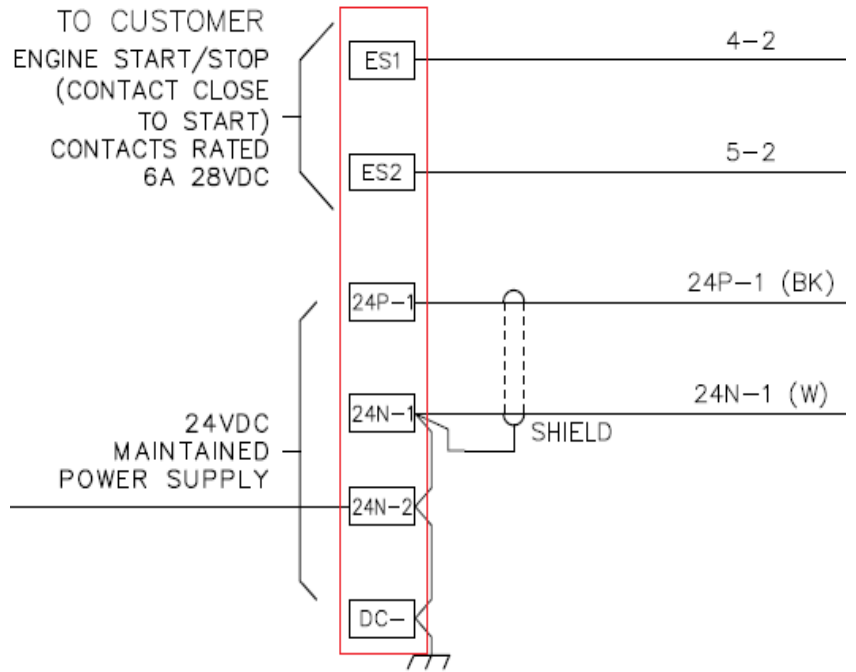 TO CUSTOMER
ENGINE START/STOP
(CONTACT CLOSE
TO START)
CONTACTS RATED
6A 28VDC
ES1
4-2
ES2
5-2
24P-1
24P-1 (BK)
24N-1
24N-1 (W)
SHIELD
24VDC
MAINTAINED
POWER SUPPLY
24N-2
DC-